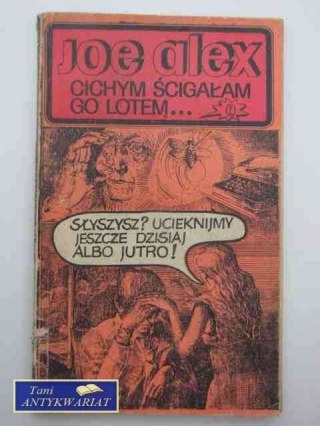 JOE alex
CICHYM ŚCIGAŁAM
GO LOTEM...
SŁYSZYSZ? UCIEKNIJMY
JESZCZE DZISIAJ
ALBO JUTRO!
Tani
ANTYKWARIAT